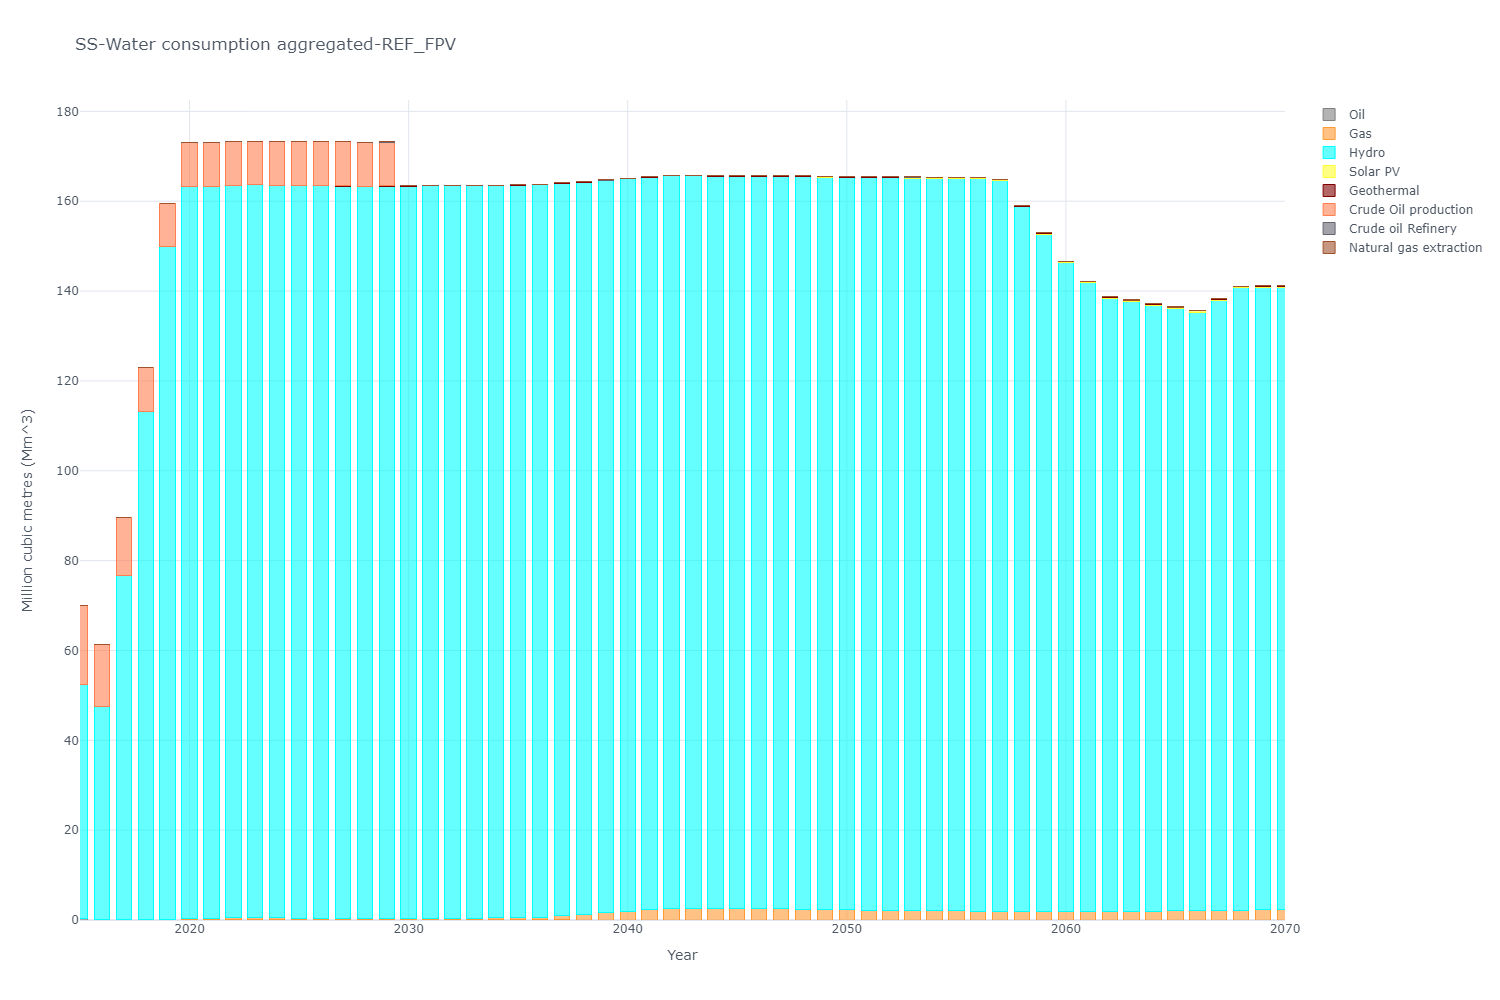 SS-Water consumption aggregated-REF_FPV
180
160
140
120
100
80
60
40
20
0
Million cubic metres (Mm^3)
2020
2030
2040
2050
2060
2070
Year
Oil
Gas
Hydro
Solar PV
Geothermal
Crude Oil production
Crude oil Refinery
Natural gas extraction